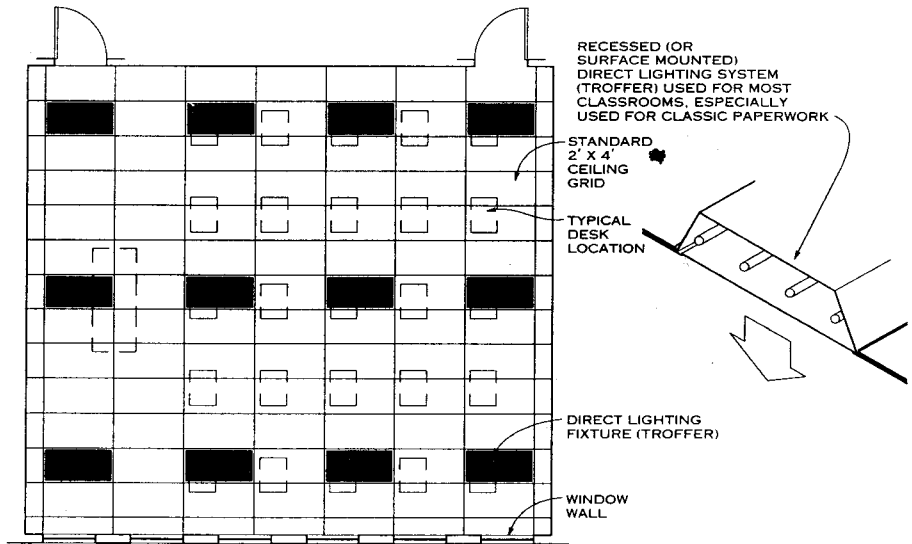 RECESSED (OR
SURFACE MOUNTED)
DIRECT LIGHTING SYSTEM
(TROFFER) USED FOR MOST
CLASSROOMS, ESPECIALLY
USED FOR CLASSIC PAPERWORK
STANDARD
2' X 4'
CEILING
GRID
TYPICAL
DESK
LOCATION
DIRECT LIGHTING
FIXTURE (TROFFER)
WINDOW
WALL